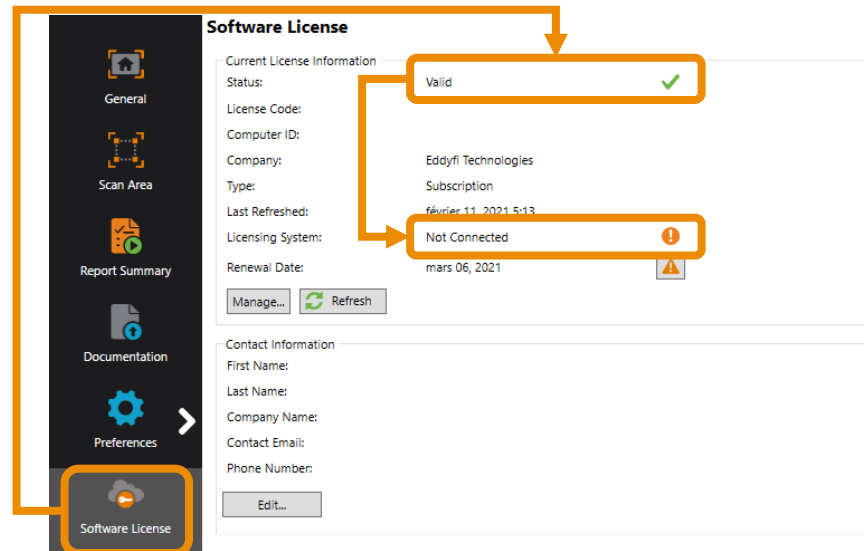 Software License
General
Scan Area
Report Summary
Documentation
Preferences
Software License
Current License Information
Status: Valid
License Code:
Computer ID:
Company: Eddyfi Technologies
Type: Subscription
Last Refreshed: février 11, 2021 5:13
Licensing System: Not Connected
Renewal Date: mars 06, 2021
Manage... Refresh
Contact Information
First Name:
Last Name:
Company Name:
Contact Email:
Phone Number:
Edit...